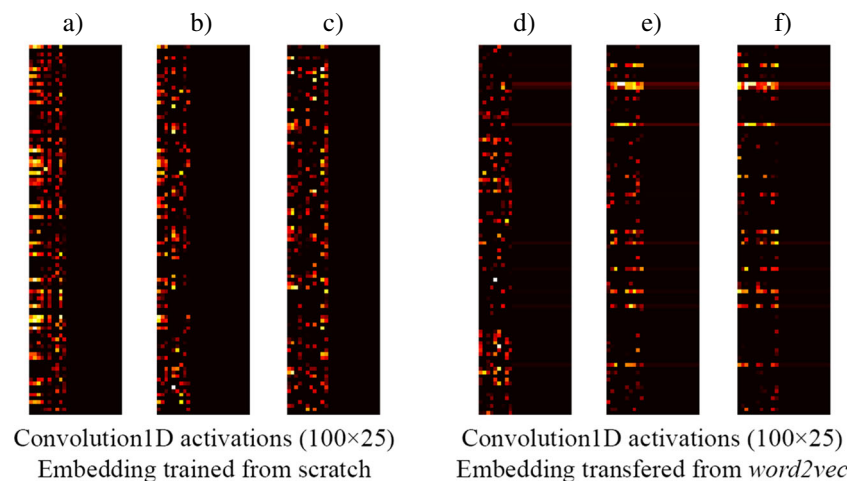 a) b) c) d) e) f)
Convolution1D activations (100×25)
Embedding trained from scratch
Convolution1D activations (100×25)
Embedding transfered from word2vec